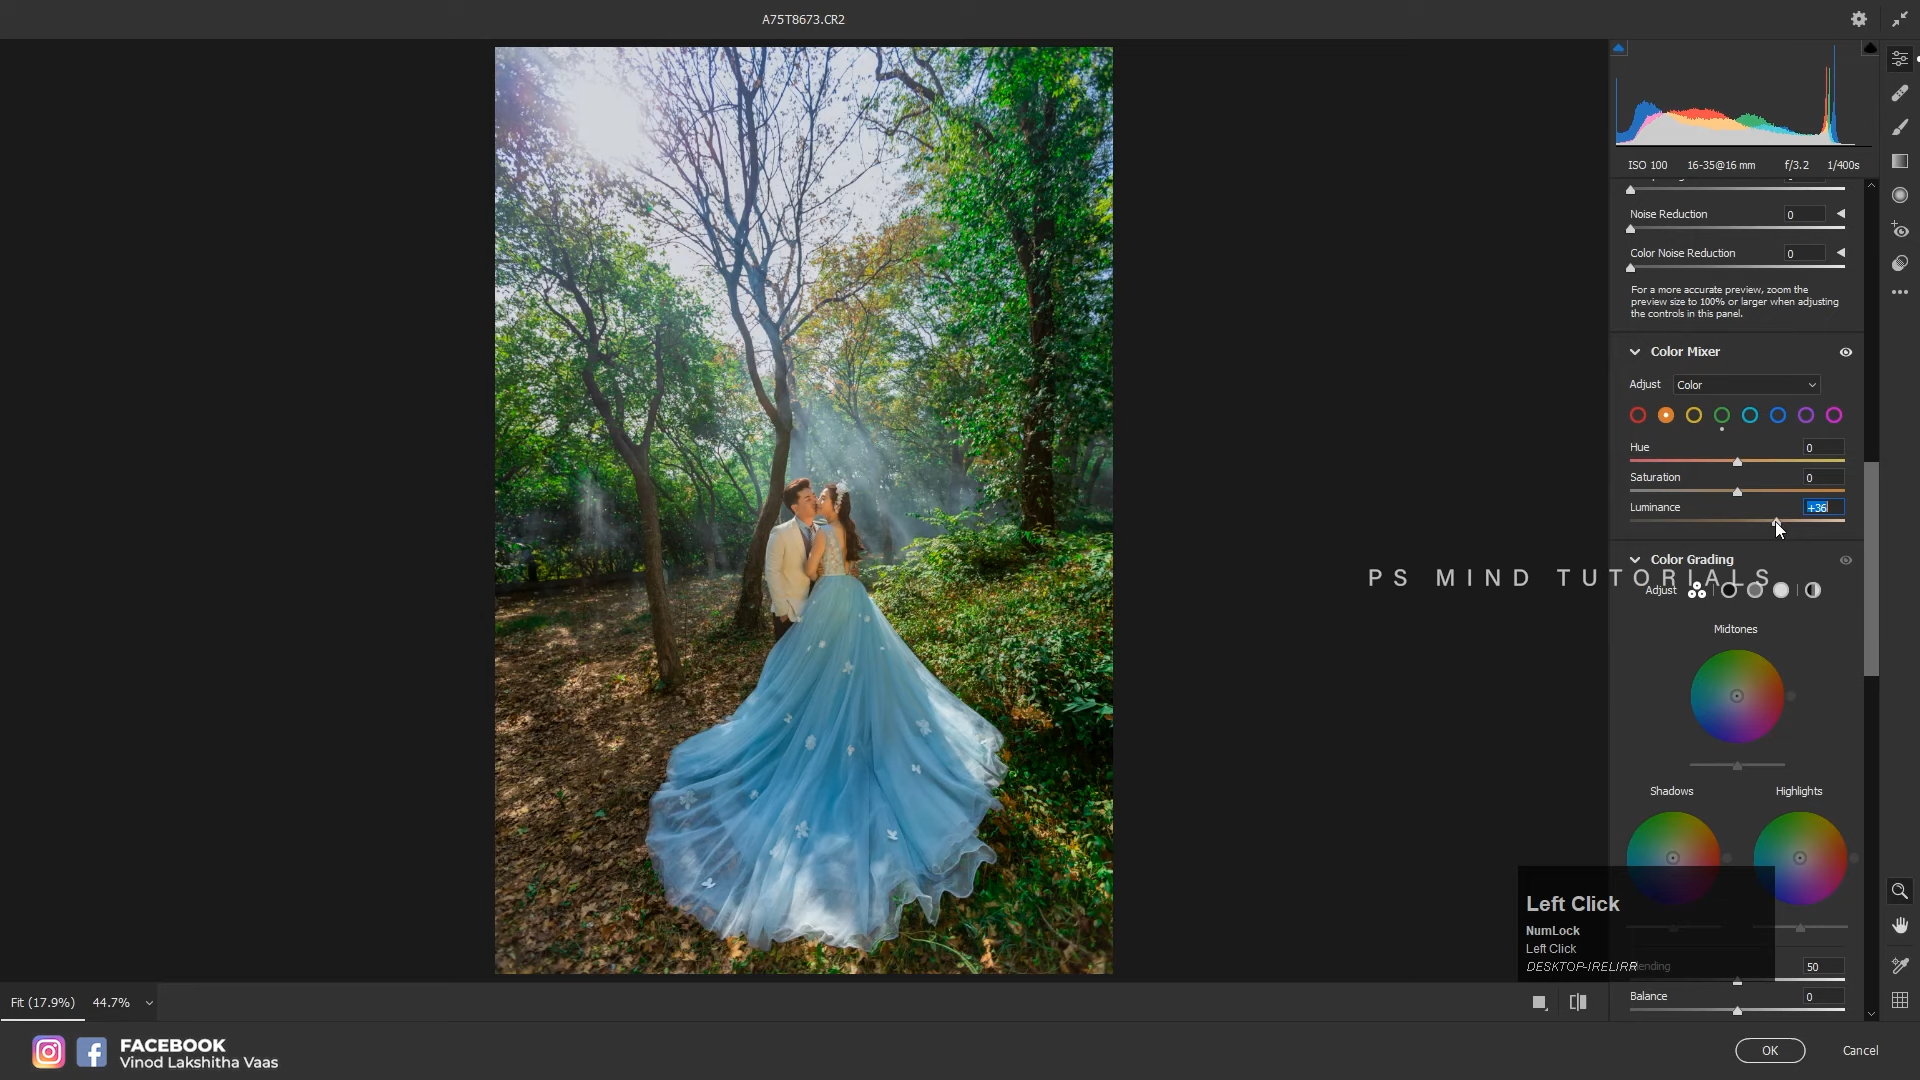 A75T8673.CR2
ISO 100 16-35@16 mm f/3.2 1/400s
Noise Reduction 0
Color Noise Reduction 0
For a more accurate preview, zoom the
preview size to 100% or larger when adjusting
the controls in this panel.
Color Mixer
Adjust Color
Hue 0
Saturation 0
Luminance +36
Color Grading
PS MIND TUTORIALS
Adjust
Midtones
Shadows Highlights
Left Click
NumLock
Left Click
DESKTOP-IRELIRR
50
Balance 0
Fit (17.9%) 44.7%
FACEBOOK
Vinod Lakshitha Vaas
OK Cancel